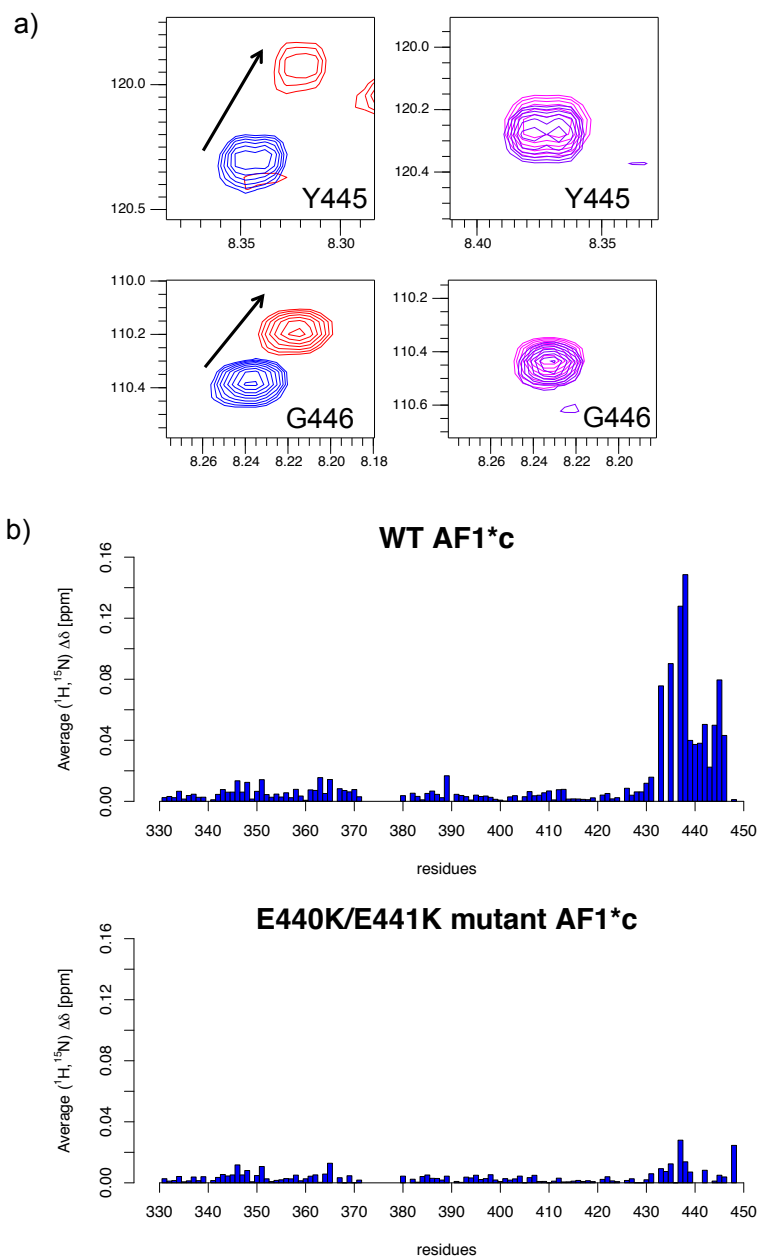 a)
120.0
120.5
8.35 8.30
Y445
120.0
120.2
120.4
8.40 8.35
Y445
110.0
110.2
110.4
8.26 8.24 8.22 8.20 8.18
G446
110.2
110.4
110.6
8.26 8.24 8.22 8.20
G446
b)
WT AF1*c
Average (¹H,¹⁵N) Δδ [ppm]
0.00 0.04 0.08 0.12 0.16
330 340 350 360 370 380 390 400 410 420 430 440 450
residues
E440K/E441K mutant AF1*c
Average (¹H,¹⁵N) Δδ [ppm]
0.00 0.04 0.08 0.12 0.16
330 340 350 360 370 380 390 400 410 420 430 440 450
residues